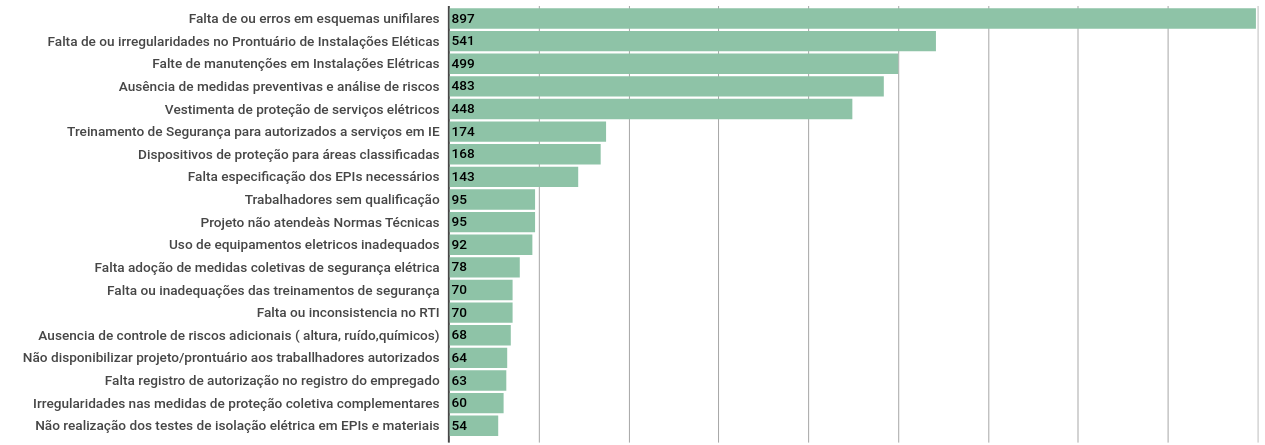 Falta de ou erros em esquemas unifilares 897
Falta de ou irregularidades no Prontuário de Instalações Eléticas 541
Falte de manutenções em Instalações Elétricas 499
Ausência de medidas preventivas e análise de riscos 483
Vestimenta de proteção de serviços elétricos 448
Treinamento de Segurança para autorizados a serviços em IE 174
Dispositivos de proteção para áreas classificadas 168
Falta especificação dos EPIs necessários 143
Trabalhadores sem qualificação 95
Projeto não atendeàs Normas Técnicas 95
Uso de equipamentos eletricos inadequados 92
Falta adoção de medidas coletivas de segurança elétrica 78
Falta ou inadequações das treinamentos de segurança 70
Falta ou inconsistencia no RTI 70
Ausencia de controle de riscos adicionais ( altura, ruído,químicos) 68
Não disponibilizar projeto/prontuário aos traballhadores autorizados 64
Falta registro de autorização no registro do empregado 63
Irregularidades nas medidas de proteção coletiva complementares 60
Não realização dos testes de isolação elétrica em EPIs e materiais 54